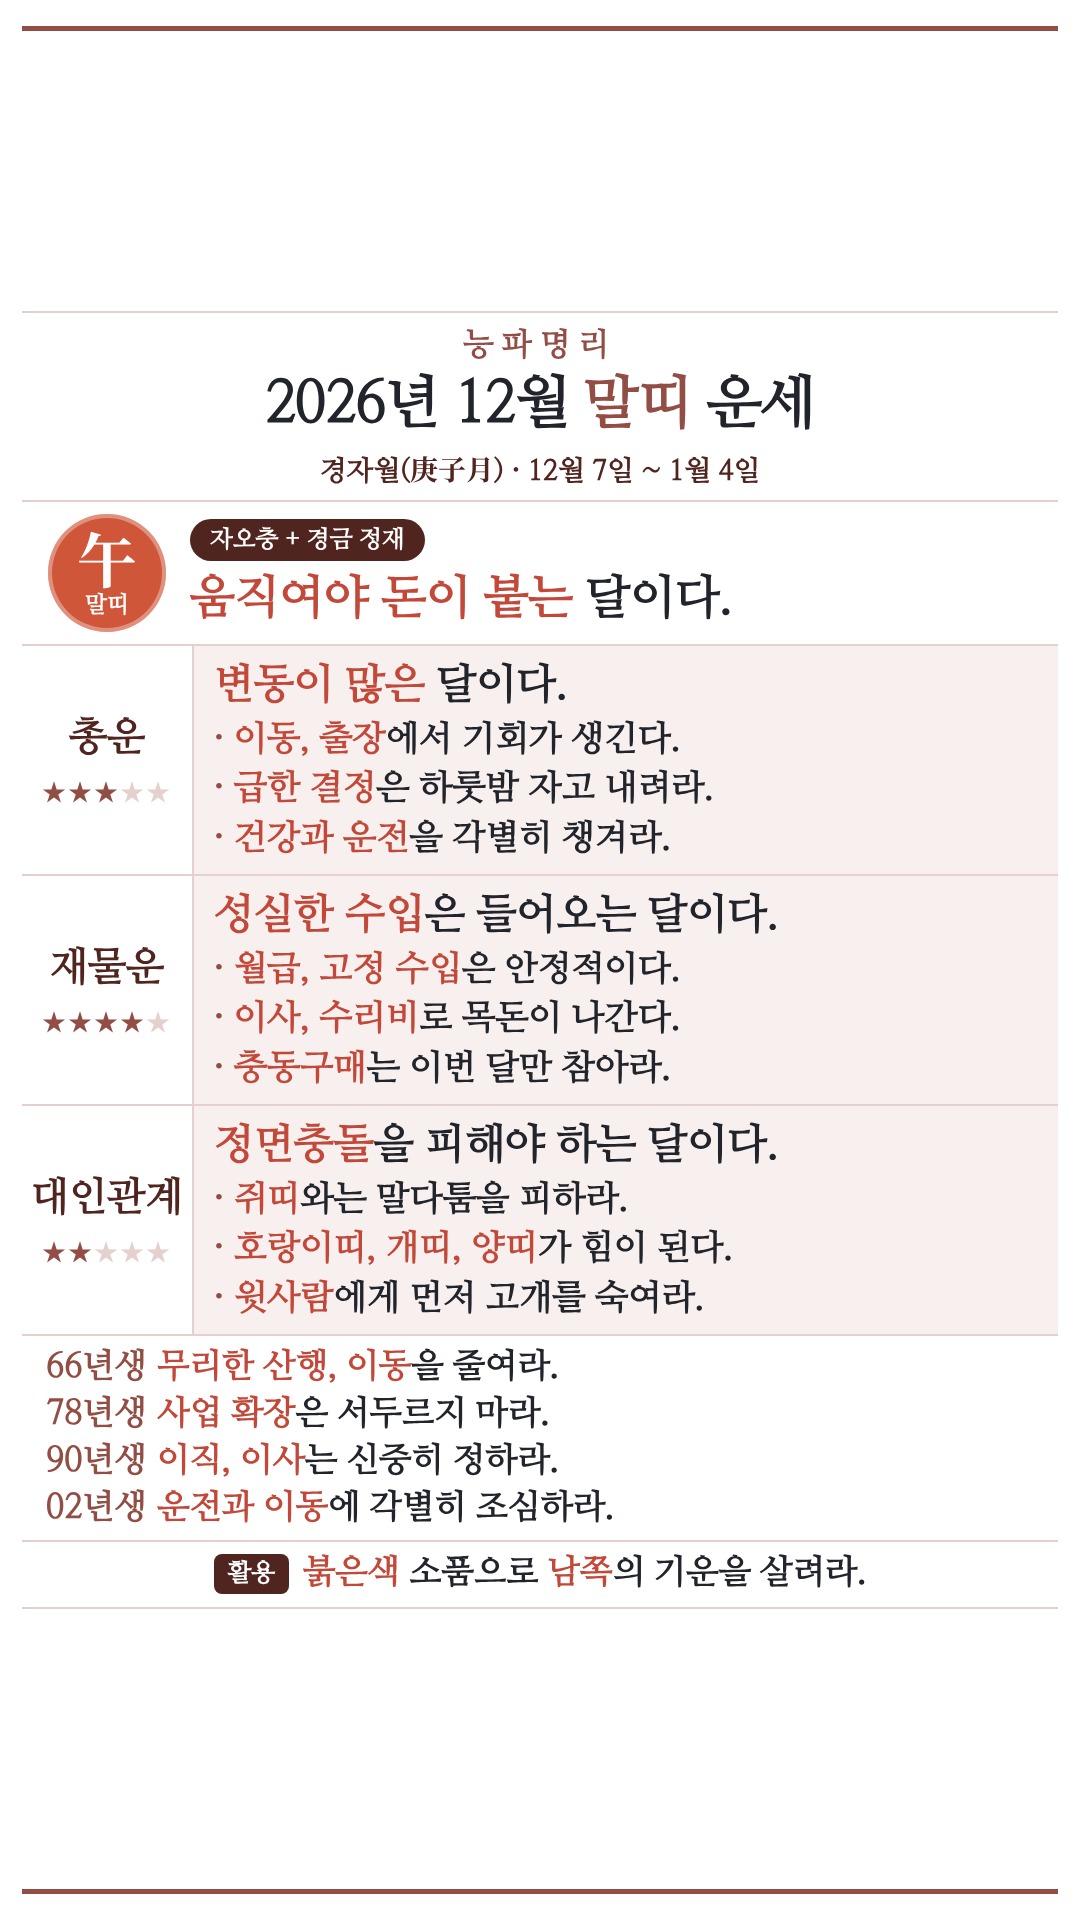 능파명리
2026년 12월 말띠 운세
경자월(庚子月) · 12월 7일 ~ 1월 4일
午
말띠
자오충 + 경금 정재
움직여야 돈이 붙는 달이다.
총운
★★★★★
변동이 많은 달이다.
· 이동, 출장에서 기회가 생긴다.
· 급한 결정은 하룻밤 자고 내려라.
· 건강과 운전을 각별히 챙겨라.
재물운
★★★★★
성실한 수입은 들어오는 달이다.
· 월급, 고정 수입은 안정적이다.
· 이사, 수리비로 목돈이 나간다.
· 충동구매는 이번 달만 참아라.
대인관계
★★★★★
정면충돌을 피해야 하는 달이다.
· 쥐띠와는 말다툼을 피하라.
· 호랑이띠, 개띠, 양띠가 힘이 된다.
· 윗사람에게 먼저 고개를 숙여라.
66년생 무리한 산행, 이동을 줄여라.
78년생 사업 확장은 서두르지 마라.
90년생 이직, 이사는 신중히 정하라.
02년생 운전과 이동에 각별히 조심하라.
활용 붉은색 소품으로 남쪽의 기운을 살려라.